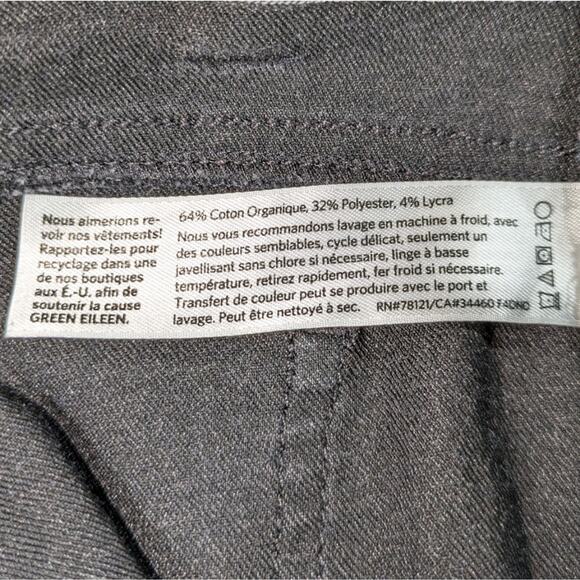 Nous aimerions re-
voir nos vêtements!
Rapportez-les pour
recyclage dans une
de nos boutiques
aux É.-U. afin de
soutenir la cause
GREEN EILEEN.
64% Coton Organique, 32% Polyester, 4% Lycra
Nous vous recommandons lavage en machine à froid, avec
des couleurs semblables, cycle délicat, seulement un
javellisant sans chlore si nécessaire, linge à basse
température, retirez rapidement, fer froid si nécessaire.
Transfert de couleur peut se produire avec le port et
lavage. Peut être nettoyé à sec. RN#78121/CA#34460 F4DND